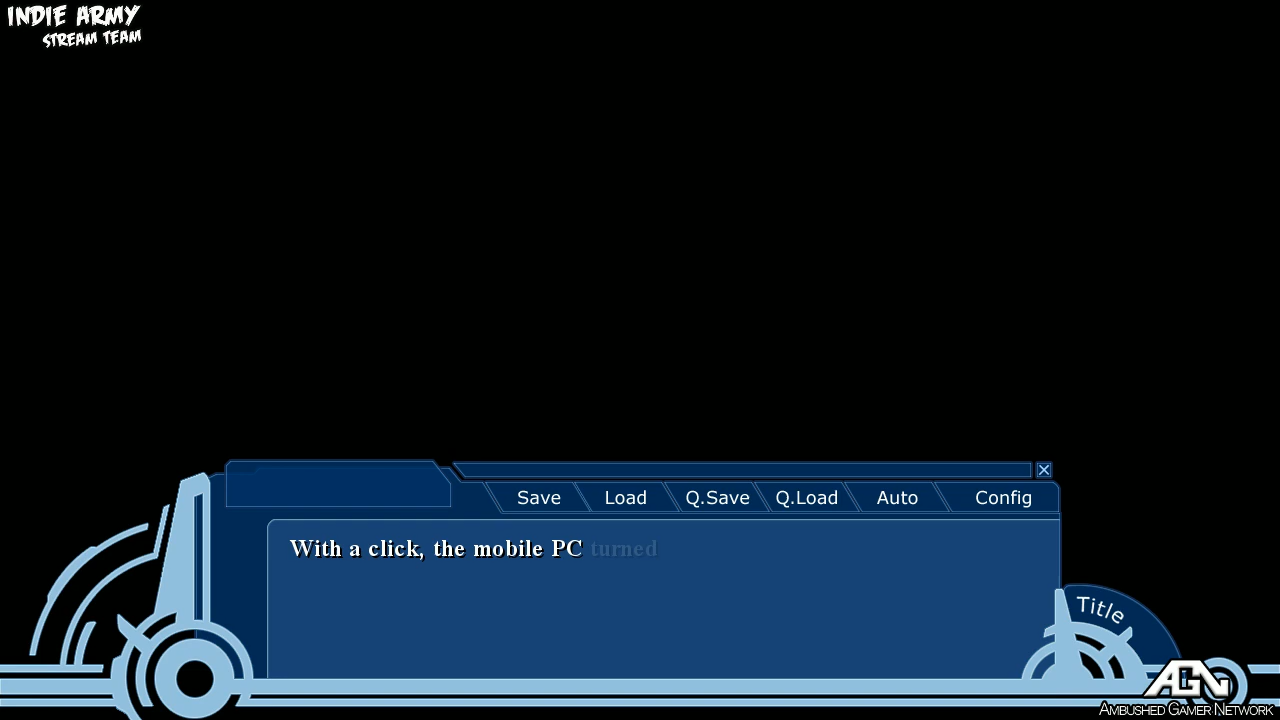 INDIE ARMY
STREAM TEAM
Save Load Q.Save Q.Load Auto Config
With a click, the mobile PC turned
Title
AGN
AMBUSHED GAMER NETWORK